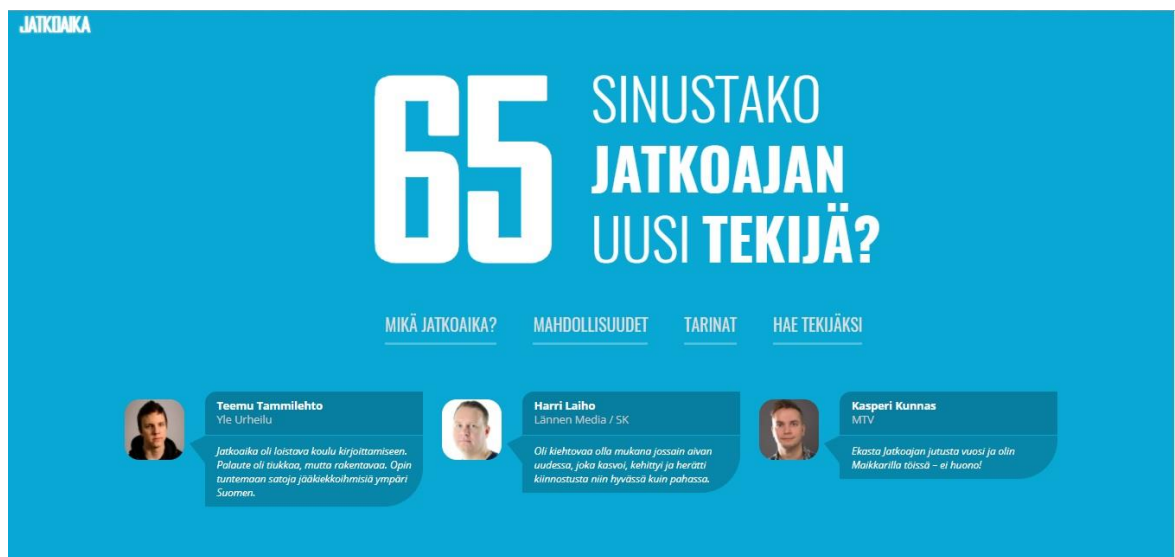 JATKOAIKA
65
SINUSTAKO
JATKOAJAN
UUSI TEKIJÄ?
MIKÄ JATKOAIKA?
MAHDOLLISUUDET
TARINAT
HAE TEKIJÄKSI
Teemu Tammilehto
Yle Urheilu
Jatkoaika oli loistava koulu kirjoittamiseen.
Palaute oli tiukkaa, mutta rakentavaa. Opin
tuntemaan satoja jääkiekkoihmisiä ympäri
Suomen.
Harri Laiho
Lännen Media / SK
Oli kiehtovaa olla mukana jossain aivan
uudessa, joka kasvoi, kehittyi ja herätti
kiinnostusta niin hyvässä kuin pahassa.
Kasperi Kunnas
MTV
Ekasta Jatkoajan jutusta vuosi ja olin
Maikkarilla töissä – ei huono!